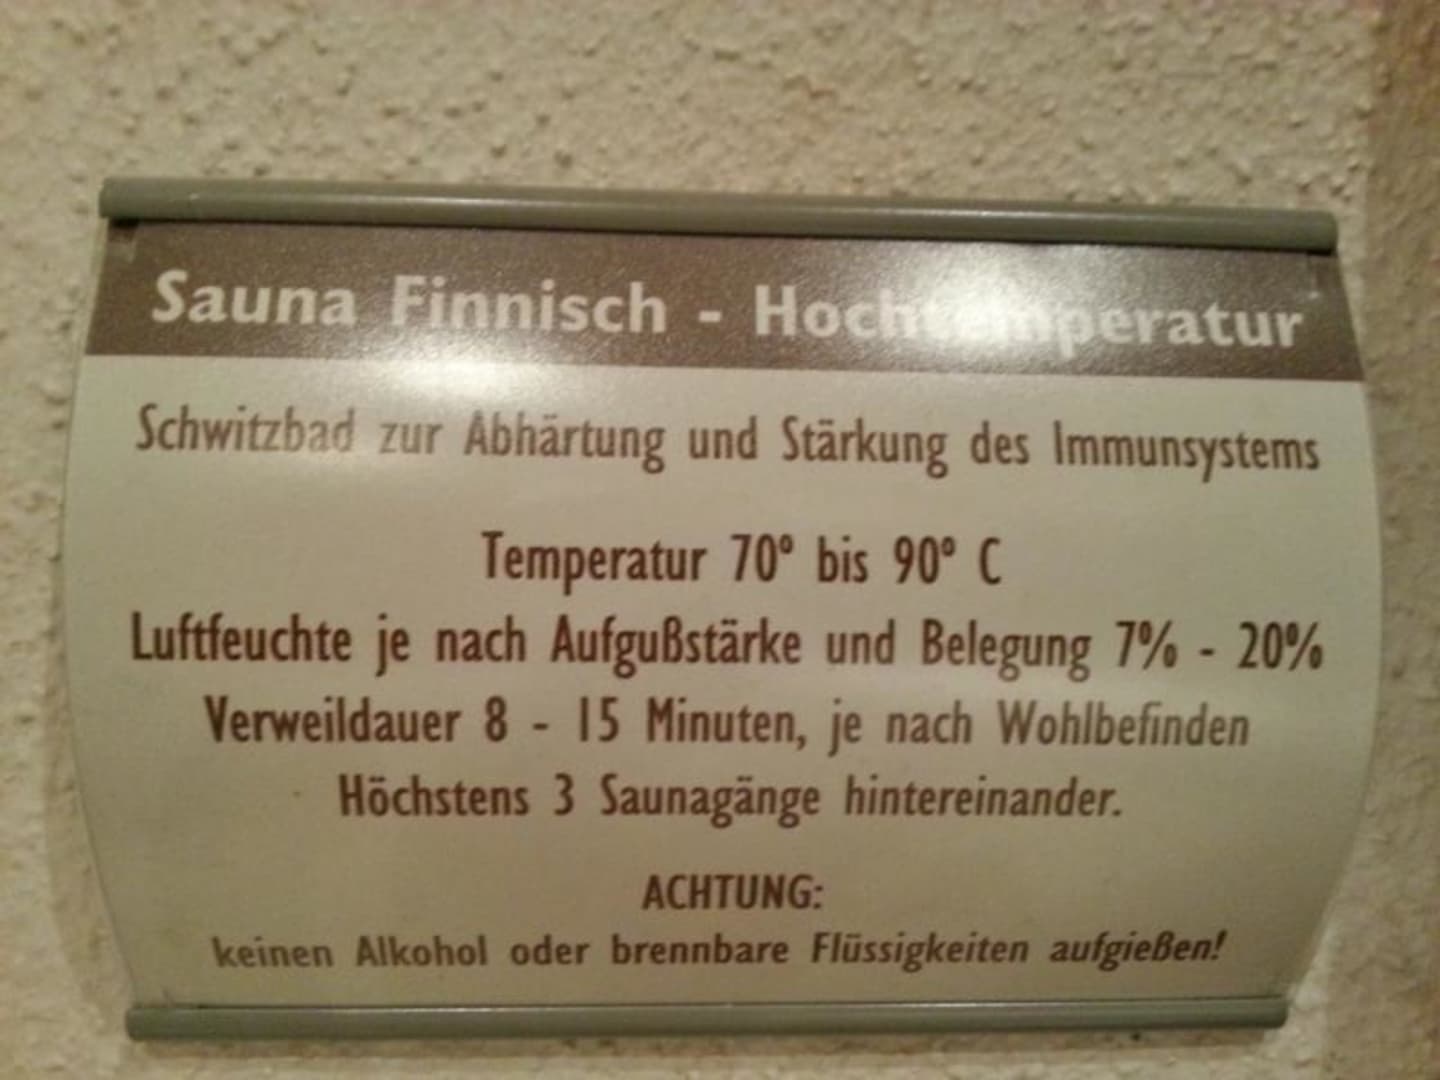 Sauna Finnisch - Hochtemperatur
Schwitzbad zur Abhärtung und Stärkung des Immunsystems
Temperatur 70° bis 90° C
Luftfeuchte je nach Aufgußstärke und Belegung 7% - 20%
Verweildauer 8 - 15 Minuten, je nach Wohlbefinden
Höchstens 3 Saunagänge hintereinander.
ACHTUNG:
keinen Alkohol oder brennbare Flüssigkeiten aufgießen!